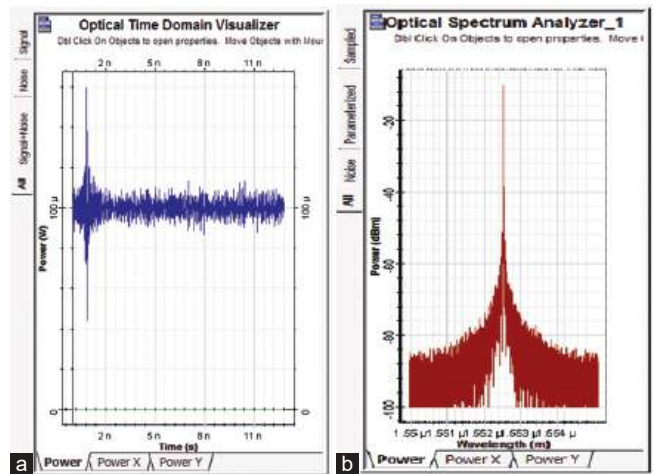 Optical Time Domain Visualizer
Dbl Click On Objects to open properties. Move Objects with Mour
Signal
Noise
Signal+Noise
All
2 n 5 n 8 n 11 n
Power (W)
100 µ
0
100 µ
0
2 n 5 n 8 n 11 n
Time (s)
Power Power X Power Y
a
Optical Spectrum Analyzer_1
Dbl Click On Objects to open properties. Move
Sampled
Parameterized
Noise
All
Power (dBm)
-20
-60
-80
-100
1.55 µ 1.551 µ 1.552 µ 1.553 µ 1.554 µ
Wavelength (m)
Power Power X Power Y
b